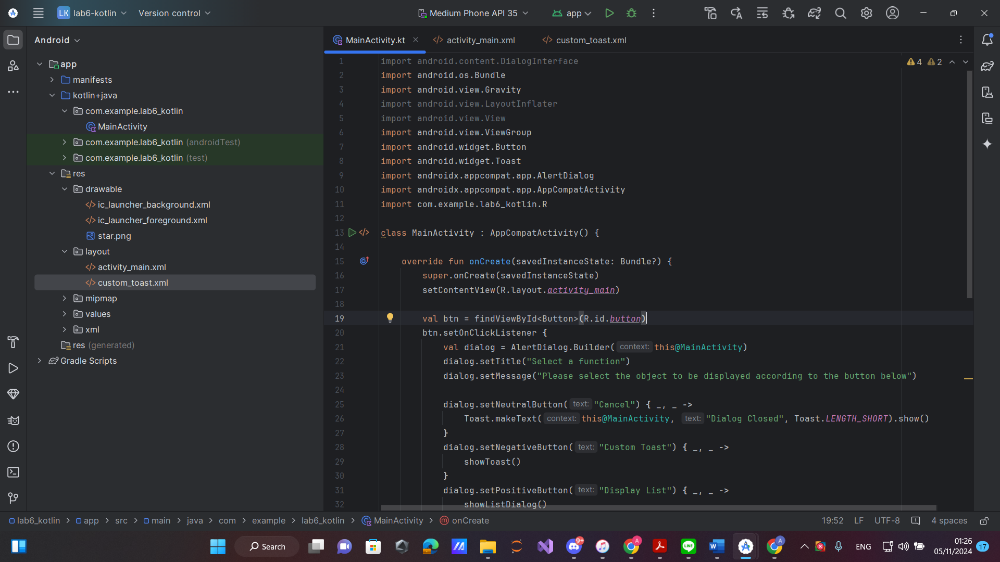 LK lab6-kotlin Version control Medium Phone API 35 app
Android
app
manifests
kotlin+java
com.example.lab6_kotlin
MainActivity
com.example.lab6_kotlin (androidTest)
com.example.lab6_kotlin (test)
res
drawable
ic_launcher_background.xml
ic_launcher_foreground.xml
star.png
layout
activity_main.xml
custom_toast.xml
mipmap
values
xml
res (generated)
Gradle Scripts
MainActivity.kt activity_main.xml custom_toast.xml
4 2
1 import android.content.DialogInterface
2 import android.os.Bundle
3 import android.view.Gravity
4 import android.view.LayoutInflater
5 import android.view.View
6 import android.view.ViewGroup
7 import android.widget.Button
8 import android.widget.Toast
9 import androidx.appcompat.app.AlertDialog
10 import androidx.appcompat.app.AppCompatActivity
11 import com.example.lab6_kotlin.R
12
13 class MainActivity : AppCompatActivity() {
14
15 override fun onCreate(savedInstanceState: Bundle?) {
16 super.onCreate(savedInstanceState)
17 setContentView(R.layout.activity_main)
18
19 val btn = findViewById<Button>(R.id.button)
20 btn.setOnClickListener {
21 val dialog = AlertDialog.Builder( context: this@MainActivity)
22 dialog.setTitle("Select a function")
23 dialog.setMessage("Please select the object to be displayed according to the button below")
24
25 dialog.setNeutralButton( text: "Cancel") { _, _ ->
26 Toast.makeText( context: this@MainActivity, text: "Dialog Closed", Toast.LENGTH_SHORT).show()
27 }
28 dialog.setNegativeButton( text: "Custom Toast") { _, _ ->
29 showToast()
30 }
31 dialog.setPositiveButton( text: "Display List") { _, _ ->
32 showListDialog()
lab6_kotlin > app > src > main > java > com > example > lab6_kotlin > MainActivity > onCreate 19:52 LF UTF-8 4 spaces
Search 9+ A A ENG 01:26
05/11/2024 17